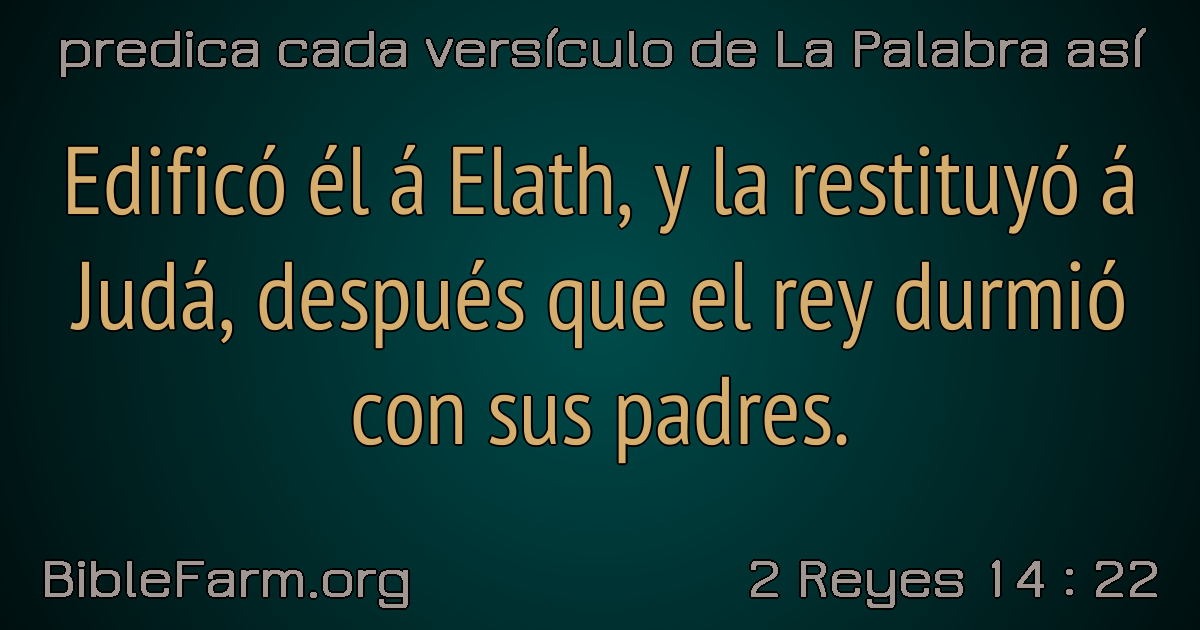 predica cada versículo de La Palabra así
Edificó él á Elath, y la restituyó á
Judá, después que el rey durmió
con sus padres.
BibleFarm.org
2 Reyes 14 : 22